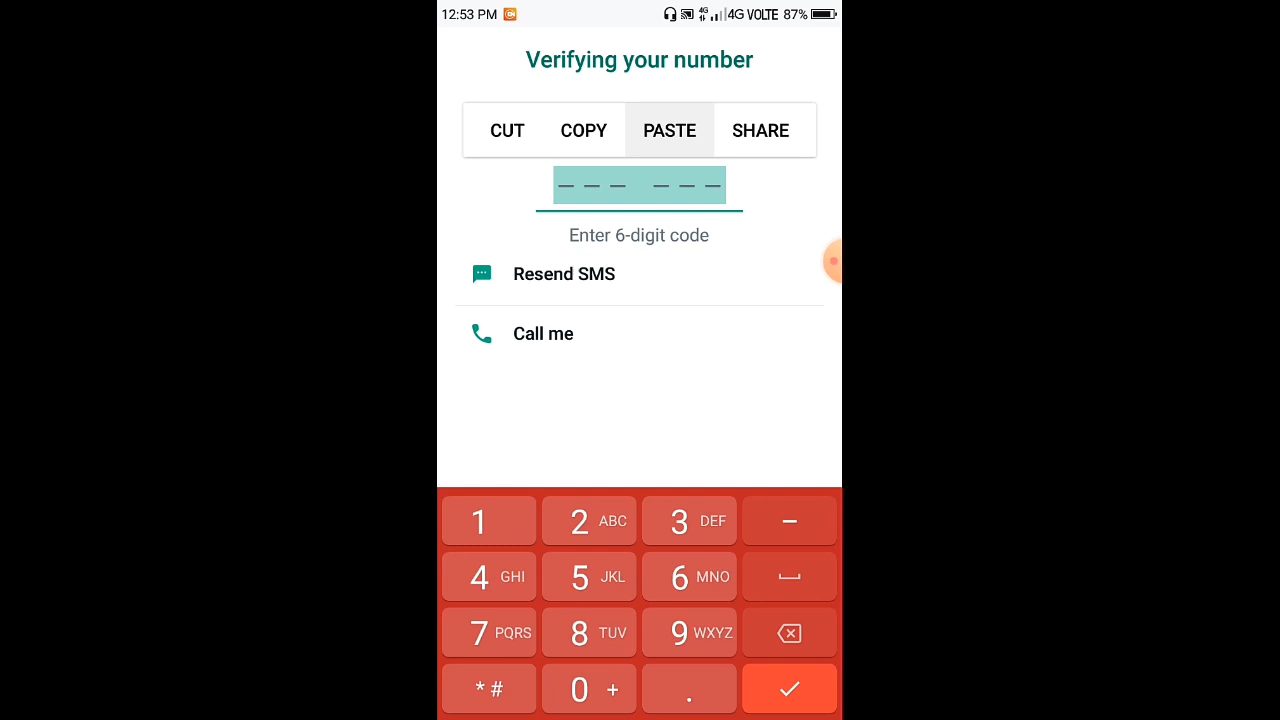 12:53 PM 4G 4G VOLTE 87%
Verifying your number
CUT COPY PASTE SHARE
– – – – – –
Enter 6-digit code
Resend SMS
Call me
1 2 ABC 3 DEF –
4 GHI 5 JKL 6 MNO
7 PQRS 8 TUV 9 WXYZ
* # 0 + .